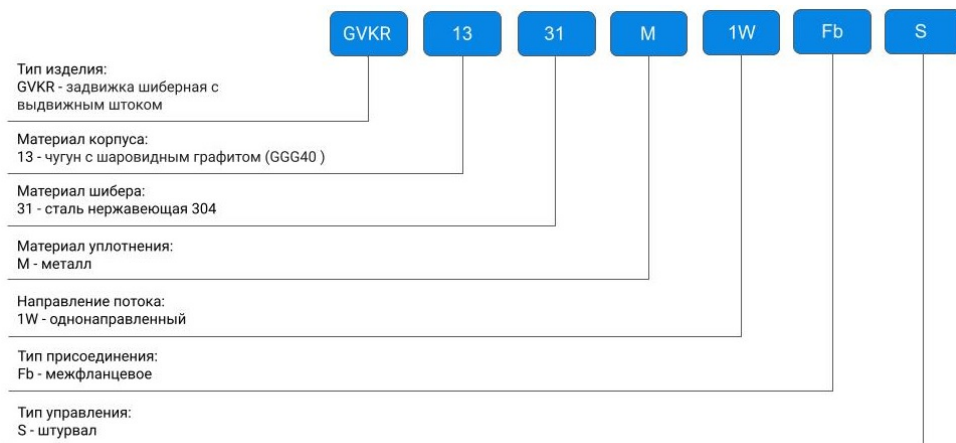 GVKR 13 31 M 1W Fb S
Тип изделия:
GVKR - задвижка шиберная с
выдвижным штоком
Материал корпуса:
13 - чугун с шаровидным графитом (GGG40 )
Материал шибера:
31 - сталь нержавеющая 304
Материал уплотнения:
М - металл
Направление потока:
1W - однонаправленный
Тип присоединения:
Fb - межфланцевое
Тип управления:
S - штурвал